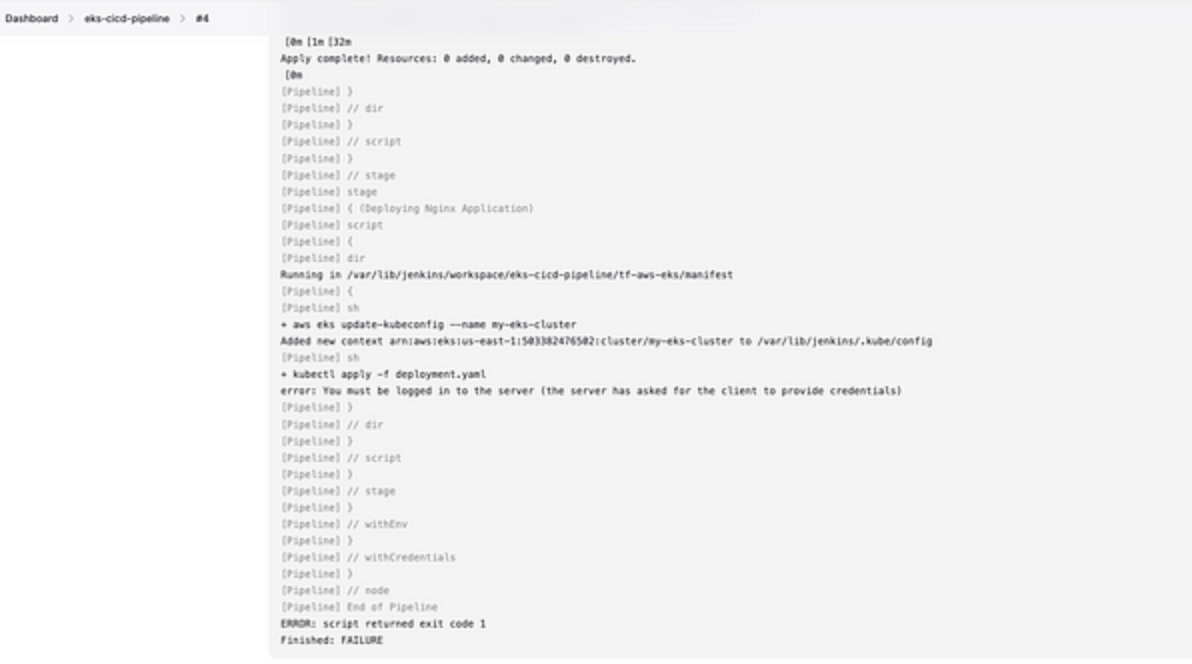 Dashboard > eks-cicd-pipeline > #4
[0m [1m [32m
Apply complete! Resources: 0 added, 0 changed, 0 destroyed.
[0m
[Pipeline] }
[Pipeline] // dir
[Pipeline] }
[Pipeline] // script
[Pipeline] }
[Pipeline] // stage
[Pipeline] stage
[Pipeline] { (Deploying Nginx Application)
[Pipeline] script
[Pipeline] {
[Pipeline] dir
Running in /var/lib/jenkins/workspace/eks-cicd-pipeline/tf-aws-eks/manifest
[Pipeline] {
[Pipeline] sh
+ aws eks update-kubeconfig --name my-eks-cluster
Added new context arn:aws:eks:us-east-1:503382476502:cluster/my-eks-cluster to /var/lib/jenkins/.kube/config
[Pipeline] sh
+ kubectl apply -f deployment.yaml
error: You must be logged in to the server (the server has asked for the client to provide credentials)
[Pipeline] }
[Pipeline] // dir
[Pipeline] }
[Pipeline] // script
[Pipeline] }
[Pipeline] // stage
[Pipeline] }
[Pipeline] // withEnv
[Pipeline] }
[Pipeline] // withCredentials
[Pipeline] }
[Pipeline] // node
[Pipeline] End of Pipeline
ERROR: script returned exit code 1
Finished: FAILURE